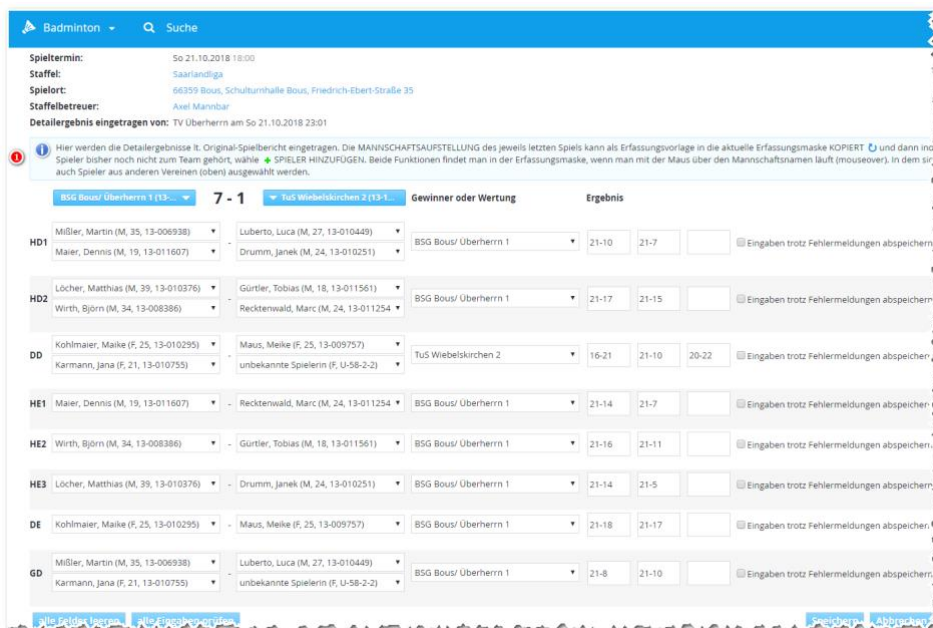 Badminton Suche
Spieltermin: So 21.10.2018 18:00
Staffel: Saarlandliga
Spielort: 66359 Bous, Schulturnhalle Bous, Friedrich-Ebert-Straße 35
Staffelbetreuer: Axel Mannbar
Detailergebnis eingetragen von: TV Überherrn am So 21.10.2018 23:01
1 Hier werden die Detailergebnisse lt. Original-Spielbericht eingetragen. Die MANNSCHAFTSAUFSTELLUNG des jeweils letzten Spiels kann als Erfassungsvorlage in die aktuelle Erfassungsmaske KOPIERT und dann
Spieler bisher noch nicht zum Team gehört, wähle + SPIELER HINZUFÜGEN. Beide Funktionen findet man in der Erfassungsmaske, wenn man mit der Maus über den Mannschaftsnamen läuft (mouseover). In dem
auch Spieler aus anderen Vereinen (oben) ausgewählt werden.
BSG Bous/ Überherrn 1 (13-... 7 - 1 TuS Wiebelskirchen 2 (13-1... Gewinner oder Wertung Ergebnis
Mißler, Martin (M, 35, 13-006938) Luberto, Luca (M, 27, 13-010449)
HD1 - BSG Bous/ Überherrn 1 21-10 21-7 Eingaben trotz Fehlermeldungen abspeichern
Maier, Dennis (M, 19, 13-011607) Drumm, Janek (M, 24, 13-010251)
Löcher, Matthias (M, 39, 13-010376) Gürtler, Tobias (M, 18, 13-011561)
HD2 - BSG Bous/ Überherrn 1 21-17 21-15 Eingaben trotz Fehlermeldungen abspeichern
Wirth, Björn (M, 34, 13-008386) Recktenwald, Marc (M, 24, 13-011254
Kohlmaier, Maike (F, 25, 13-010295) Maus, Meike (F, 25, 13-009757)
DD - TuS Wiebelskirchen 2 16-21 21-10 20-22 Eingaben trotz Fehlermeldungen abspeichern
Karmann, Jana (F, 21, 13-010755) unbekannte Spielerin (F, U-58-2-2)
HE1 Maier, Dennis (M, 19, 13-011607) - Recktenwald, Marc (M, 24, 13-011254 BSG Bous/ Überherrn 1 21-14 21-7 Eingaben trotz Fehlermeldungen abspeichern
HE2 Wirth, Björn (M, 34, 13-008386) - Gürtler, Tobias (M, 18, 13-011561) BSG Bous/ Überherrn 1 21-16 21-11 Eingaben trotz Fehlermeldungen abspeichern
HE3 Löcher, Matthias (M, 39, 13-010376) - Drumm, Janek (M, 24, 13-010251) BSG Bous/ Überherrn 1 21-14 21-5 Eingaben trotz Fehlermeldungen abspeichern
DE Kohlmaier, Maike (F, 25, 13-010295) - Maus, Meike (F, 25, 13-009757) BSG Bous/ Überherrn 1 21-18 21-17 Eingaben trotz Fehlermeldungen abspeichern
Mißler, Martin (M, 35, 13-006938) Luberto, Luca (M, 27, 13-010449)
GD - BSG Bous/ Überherrn 1 21-8 21-10 Eingaben trotz Fehlermeldungen abspeichern
Karmann, Jana (F, 21, 13-010755) unbekannte Spielerin (F, U-58-2-2)
alle Felder leeren alle Eingaben prüfen Speichern Abbrechen